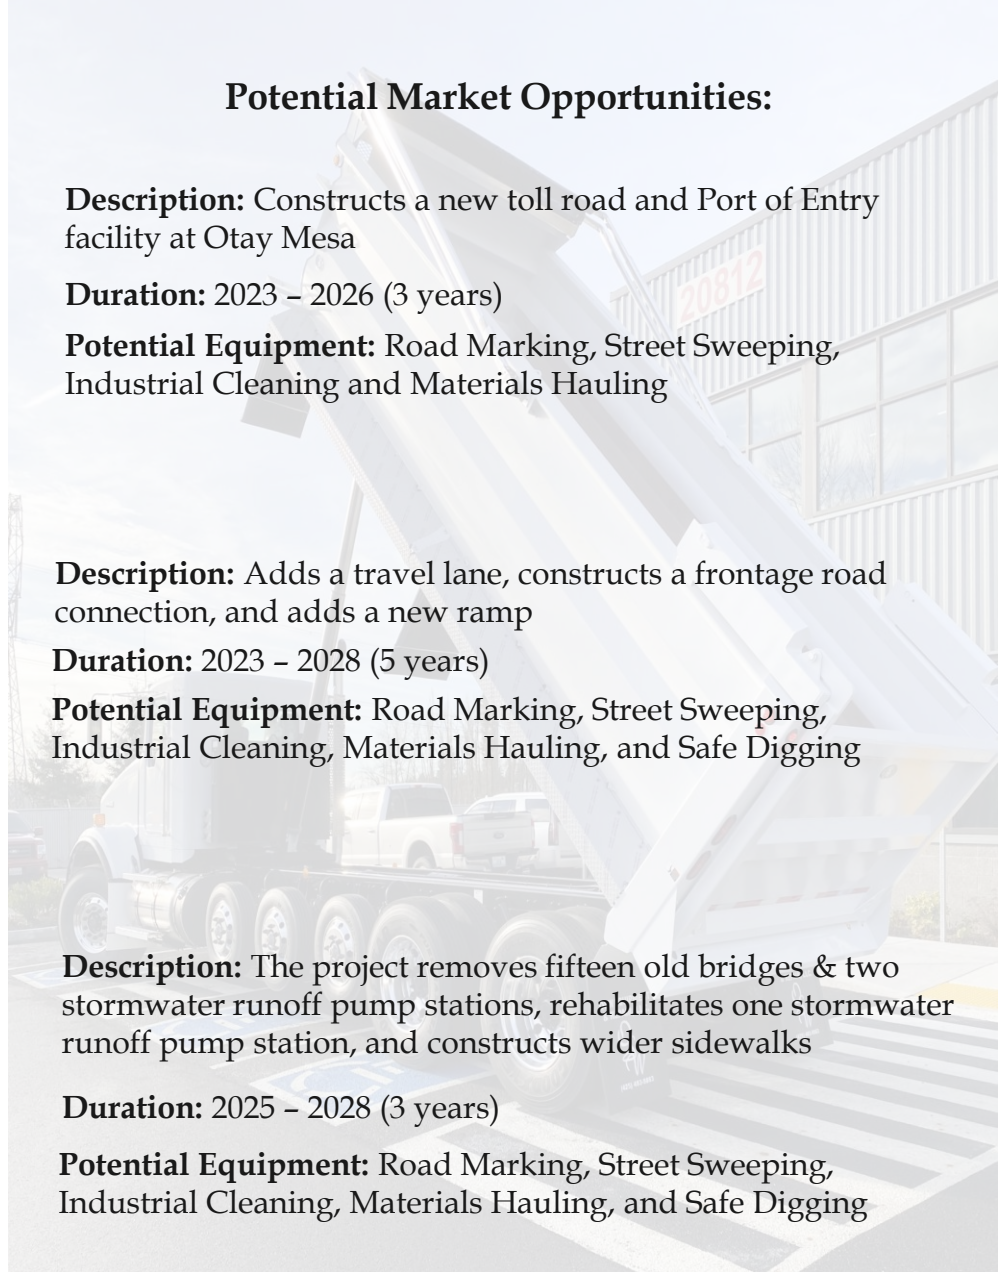 Potential Market Opportunities:
Description: Constructs a new toll road and Port of Entry
facility at Otay Mesa
20812
Duration: 2023 – 2026 (3 years)
Potential Equipment: Road Marking, Street Sweeping,
Industrial Cleaning and Materials Hauling
Description: Adds a travel lane, constructs a frontage road
connection, and adds a new ramp
Duration: 2023 – 2028 (5 years)
Potential Equipment: Road Marking, Street Sweeping,
Industrial Cleaning, Materials Hauling, and Safe Digging
Description: The project removes fifteen old bridges & two
stormwater runoff pump stations, rehabilitates one stormwater
runoff pump station, and constructs wider sidewalks
Duration: 2025 – 2028 (3 years)
Potential Equipment: Road Marking, Street Sweeping,
Industrial Cleaning, Materials Hauling, and Safe Digging